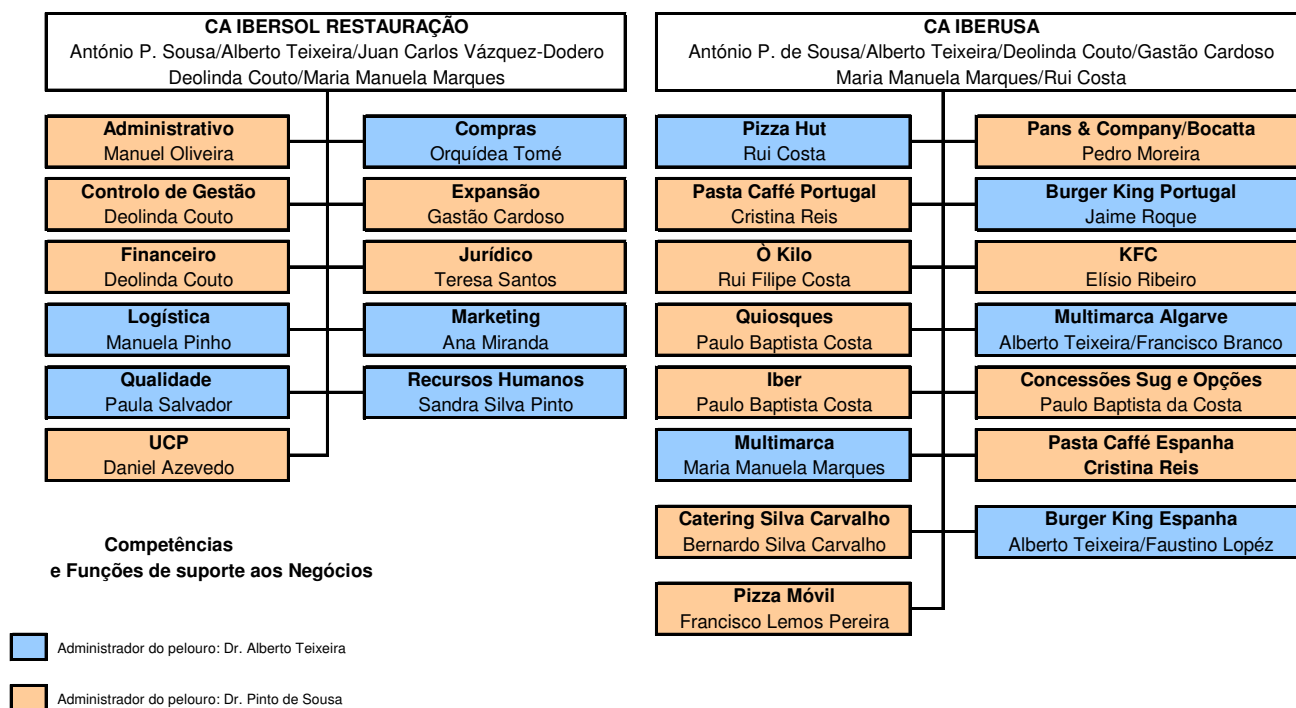 CA IBERSOL RESTAURAÇÃO
António P. Sousa/Alberto Teixeira/Juan Carlos Vázquez-Dodero
Deolinda Couto/Maria Manuela Marques
Administrativo
Manuel Oliveira
Compras
Orquídea Tomé
Controlo de Gestão
Deolinda Couto
Expansão
Gastão Cardoso
Financeiro
Deolinda Couto
Jurídico
Teresa Santos
Logística
Manuela Pinho
Marketing
Ana Miranda
Qualidade
Paula Salvador
Recursos Humanos
Sandra Silva Pinto
UCP
Daniel Azevedo
CA IBERUSA
António P. de Sousa/Alberto Teixeira/Deolinda Couto/Gastão Cardoso
Maria Manuela Marques/Rui Costa
Pizza Hut
Rui Costa
Pans & Company/Bocatta
Pedro Moreira
Pasta Caffé Portugal
Cristina Reis
Burger King Portugal
Jaime Roque
Ò Kilo
Rui Filipe Costa
KFC
Elísio Ribeiro
Quiosques
Paulo Baptista Costa
Multimarca Algarve
Alberto Teixeira/Francisco Branco
Iber
Paulo Baptista Costa
Concessões Sug e Opções
Paulo Baptista da Costa
Multimarca
Maria Manuela Marques
Pasta Caffé Espanha
Cristina Reis
Catering Silva Carvalho
Bernardo Silva Carvalho
Burger King Espanha
Alberto Teixeira/Faustino Lopéz
Pizza Móvil
Francisco Lemos Pereira
Competências
e Funções de suporte aos Negócios
Administrador do pelouro: Dr. Alberto Teixeira
Administrador do pelouro: Dr. Pinto de Sousa